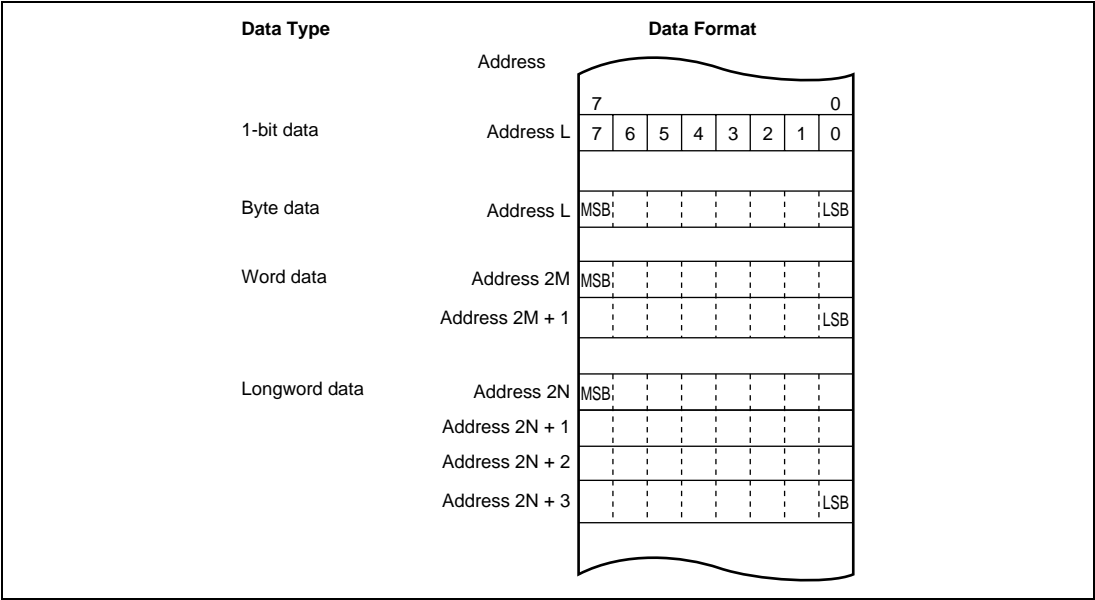 Data Type Data Format
Address
7 0
1-bit data Address L 7 6 5 4 3 2 1 0
Byte data Address L MSB LSB
Word data Address 2M MSB
Address 2M + 1 LSB
Longword data Address 2N MSB
Address 2N + 1
Address 2N + 2
Address 2N + 3 LSB